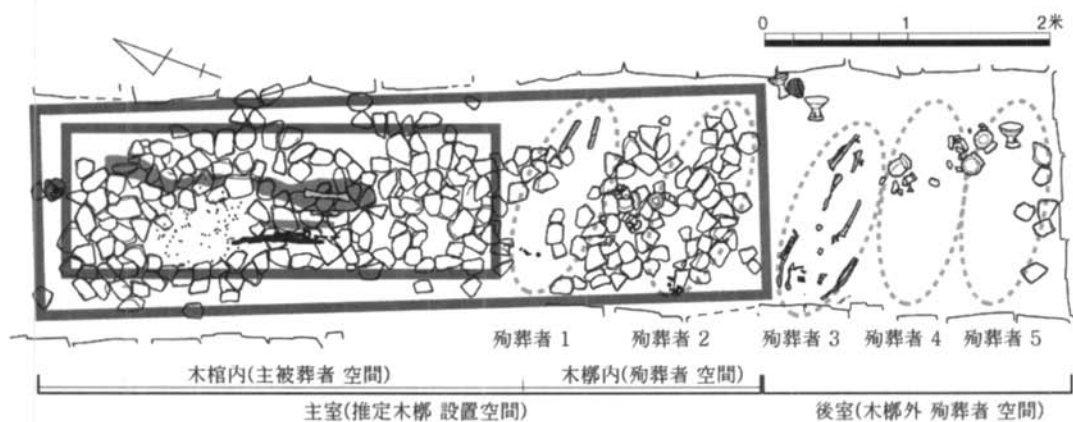 0 1 2米
殉葬者 1 殉葬者 2 殉葬者 3 殉葬者 4 殉葬者 5
木棺内(主被葬者 空間) 木槨内(殉葬者 空間)
主室(推定木槨 設置空間) 後室(木槨外 殉葬者 空間)